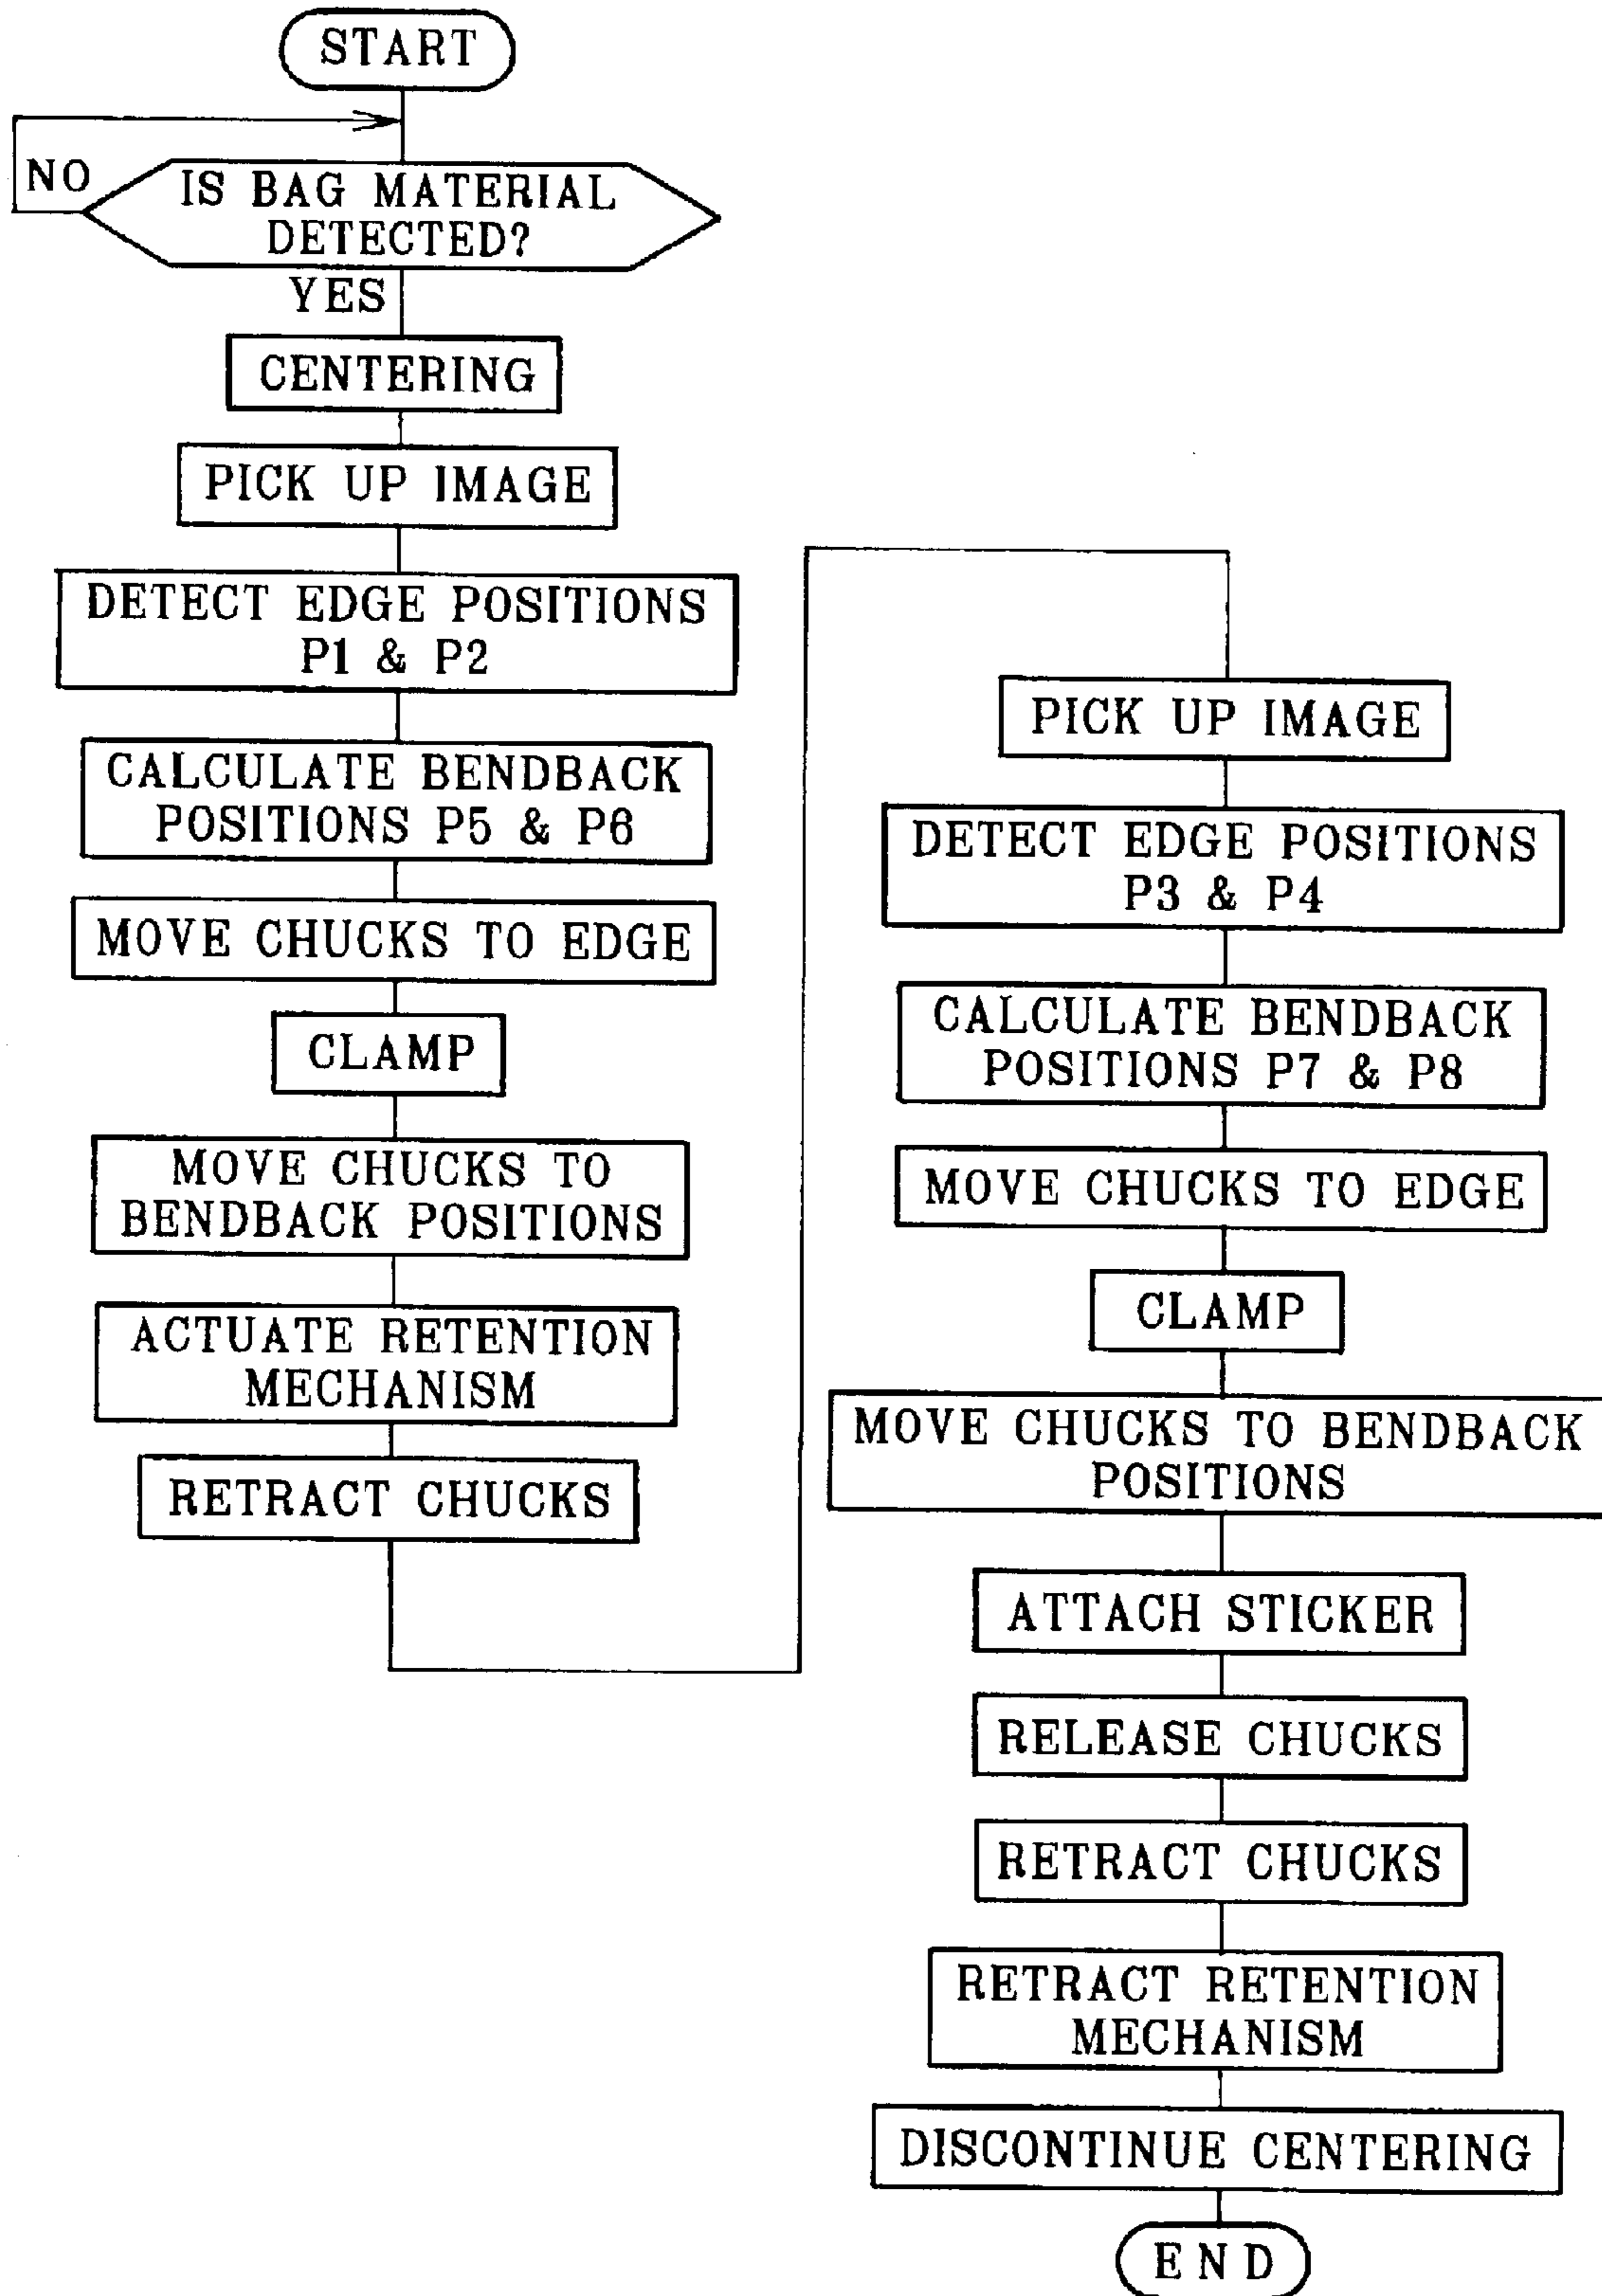 START
NO
IS BAG MATERIAL
DETECTED?
YES
CENTERING
PICK UP IMAGE
DETECT EDGE POSITIONS
P1 & P2
CALCULATE BENDBACK
POSITIONS P5 & P6
MOVE CHUCKS TO EDGE
CLAMP
MOVE CHUCKS TO
BENDBACK POSITIONS
ACTUATE RETENTION
MECHANISM
RETRACT CHUCKS
PICK UP IMAGE
DETECT EDGE POSITIONS
P3 & P4
CALCULATE BENDBACK
POSITIONS P7 & P8
MOVE CHUCKS TO EDGE
CLAMP
MOVE CHUCKS TO BENDBACK
POSITIONS
ATTACH STICKER
RELEASE CHUCKS
RETRACT CHUCKS
RETRACT RETENTION
MECHANISM
DISCONTINUE CENTERING
END